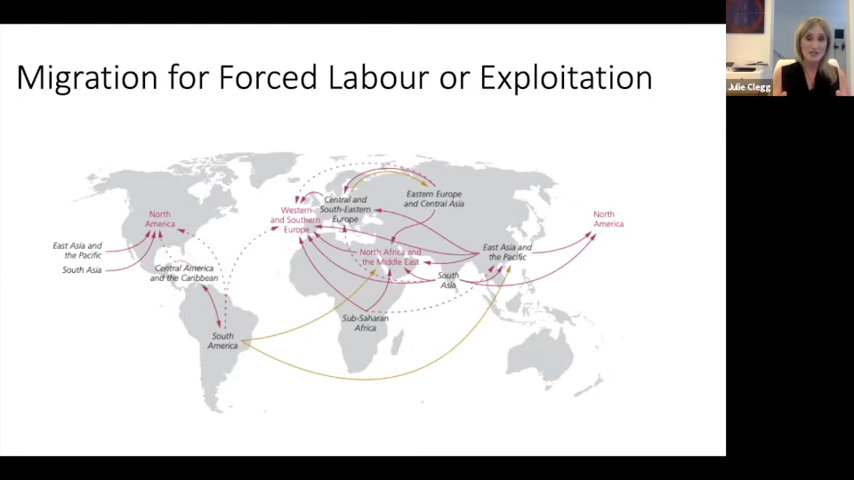 Migration for Forced Labour or Exploitation
Julie Clegg
North
America
East Asia and
the Pacific
South Asia
Central America
and the Caribbean
South
America
Western
and Southern
Europe
Central and
South-Eastern
Europe
Eastern Europe
and Central Asia
North Africa and
the Middle East
Sub-Saharan
Africa
South
Asia
East Asia and
the Pacific
North
America